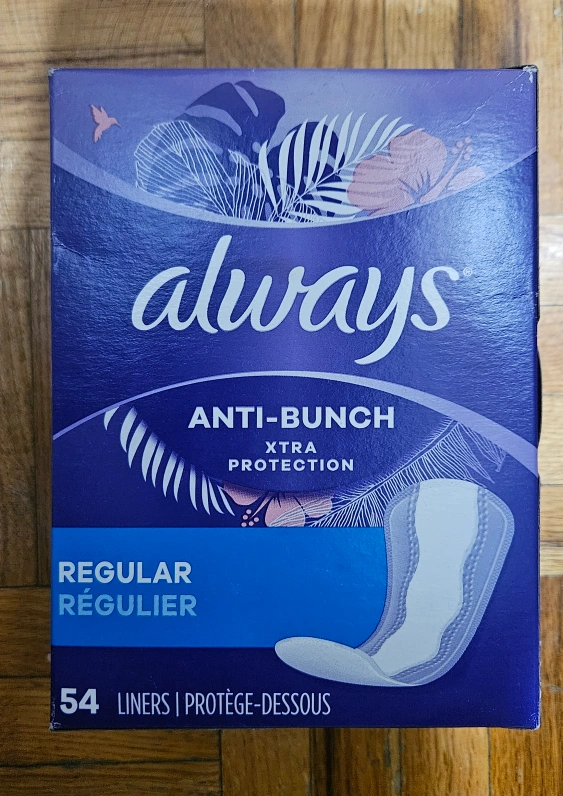 always®
ANTI-BUNCH
XTRA
PROTECTION
REGULAR
RÉGULIER
54 LINERS | PROTÈGE-DESSOUS